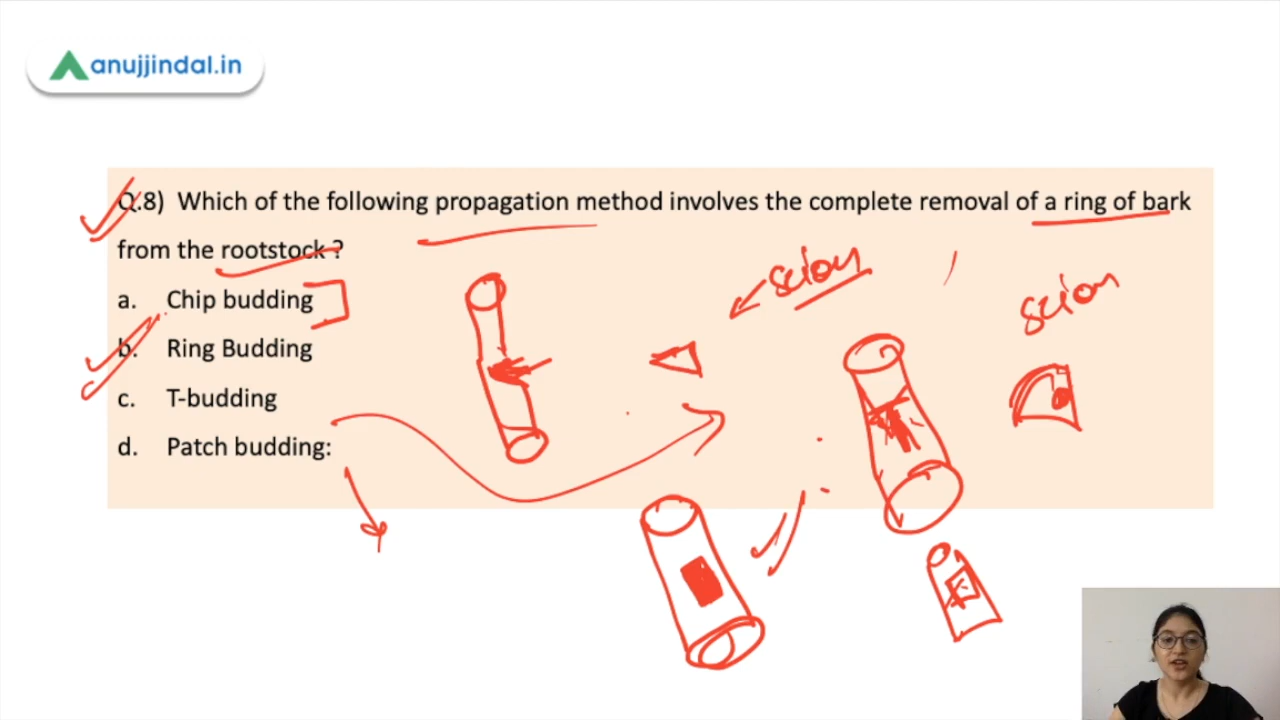 anujjindal.in
Q.8) Which of the following propagation method involves the complete removal of a ring of bark
from the rootstock ?
a. Chip budding
b. Ring Budding
c. T-budding
d. Patch budding:
scion
scion